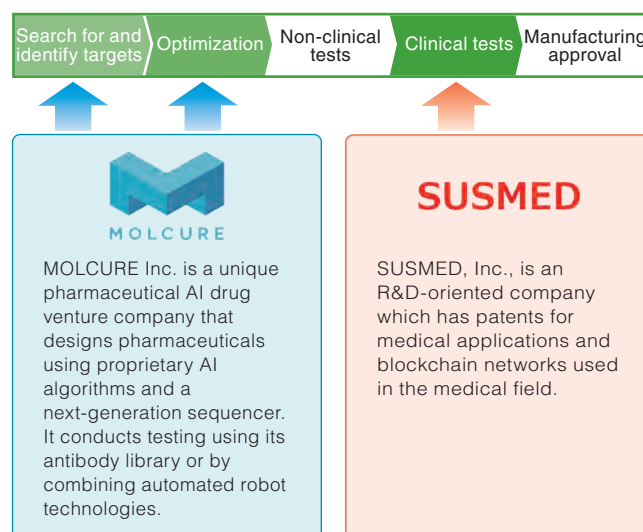 Search for and
identify targets
Optimization
Non-clinical
tests
Clinical tests
Manufacturing
approval
MOLCURE
MOLCURE Inc. is a unique
pharmaceutical AI drug
venture company that
designs pharmaceuticals
using proprietary AI
algorithms and a
next-generation sequencer.
It conducts testing using its
antibody library or by
combining automated robot
technologies.
SUSMED
SUSMED, Inc., is an
R&D-oriented company
which has patents for
medical applications and
blockchain networks used
in the medical field.